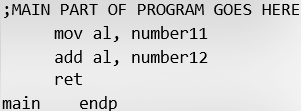 ;MAIN PART OF PROGRAM GOES HERE
mov al, number11
add al, number12
ret
main endp